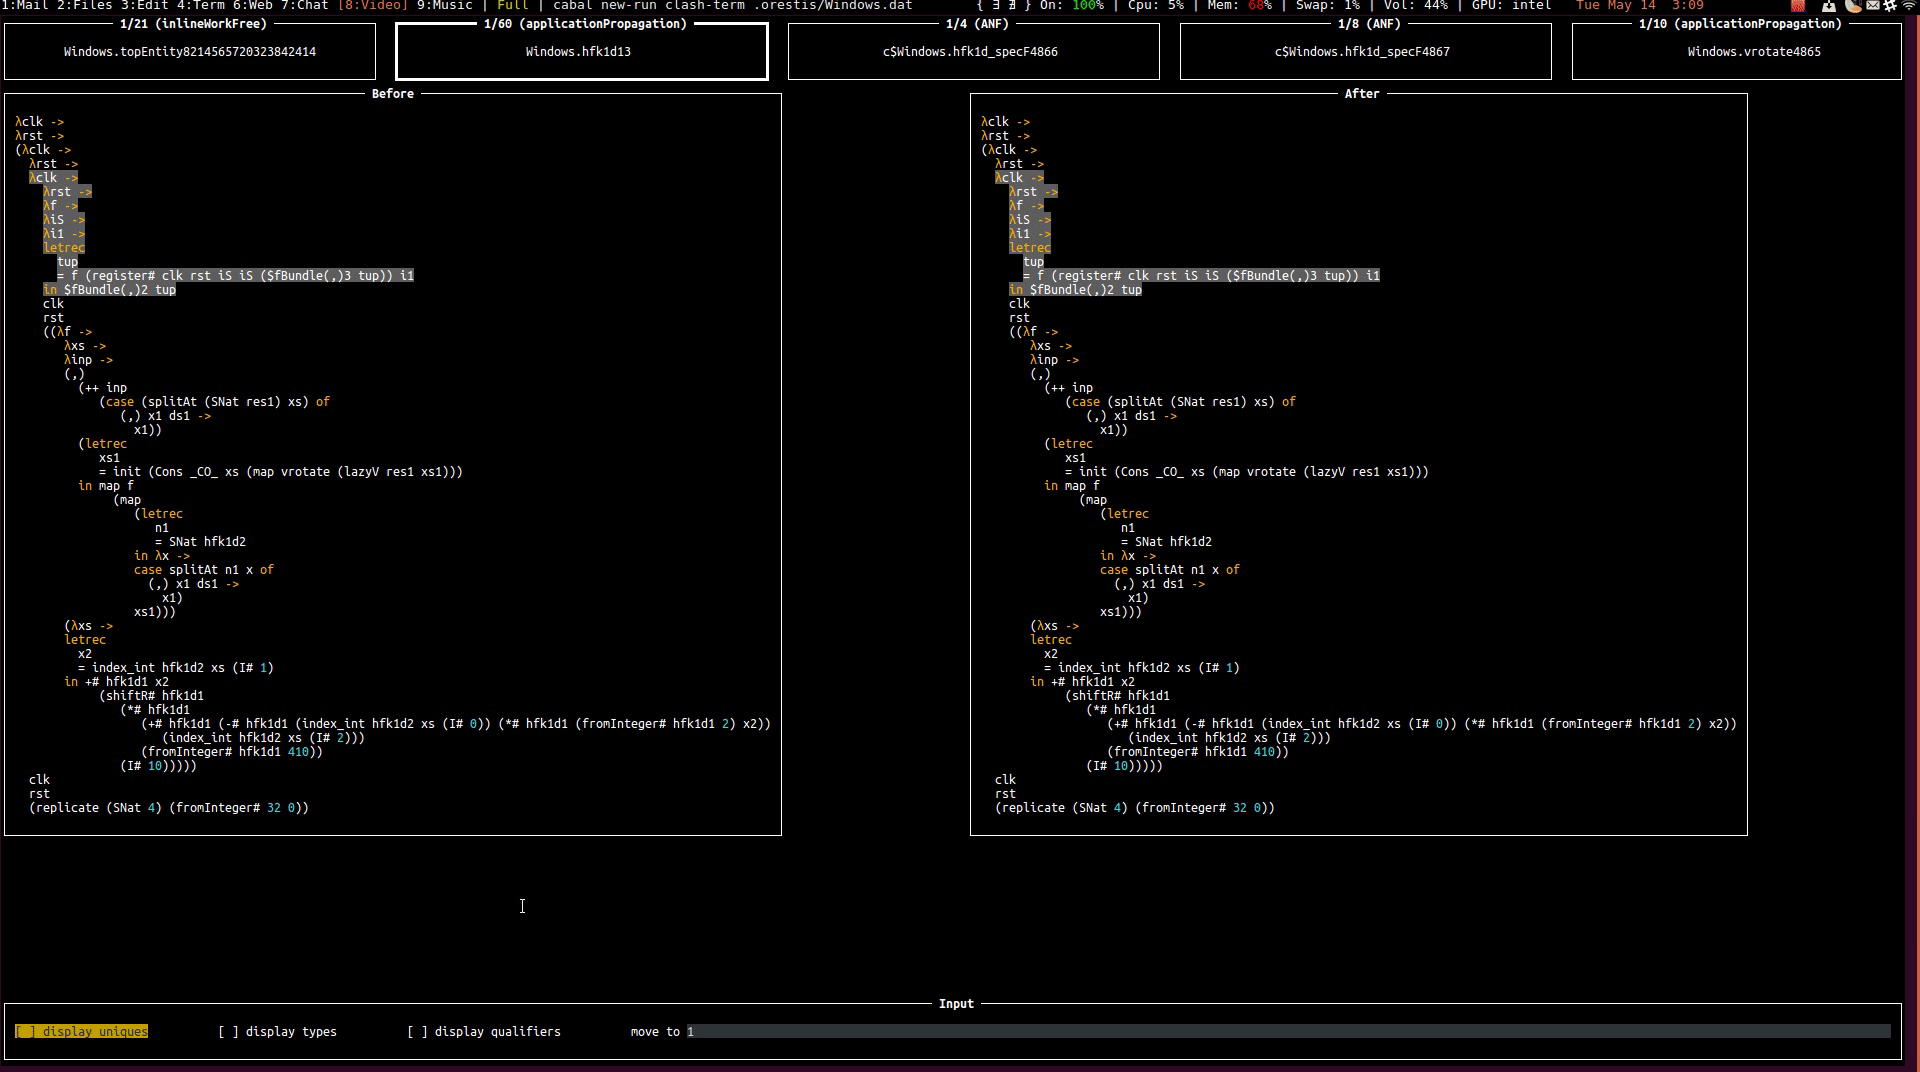 1:Mail 2:Files 3:Edit 4:Term 6:Web 7:Chat [8:Video] 9:Music | Full | cabal new-run clash-term .orestis/Windows.dat { ∃ ∄ } On: 100% | Cpu: 5% | Mem: 68% | Swap: 1% | Vol: 44% | GPU: intel Tue May 14 3:09
1/21 (inlineWorkFree) 1/60 (applicationPropagation) 1/4 (ANF) 1/8 (ANF) 1/10 (applicationPropagation)
Windows.topEntity8214565720323842414 Windows.hfk1d13 c$Windows.hfk1d_specF4866 c$Windows.hfk1d_specF4867 Windows.vrotate4865
Before
λclk ->
λrst ->
(λclk ->
λrst ->
λclk ->
λrst ->
λf ->
λiS ->
λi1 ->
letrec
tup
= f (register# clk rst iS iS ($fBundle(,)3 tup)) i1
in $fBundle(,)2 tup
clk
rst
((λf ->
λxs ->
λinp ->
(,)
(++ inp
(case (splitAt (SNat res1) xs) of
(,) x1 ds1 ->
x1))
(letrec
xs1
= init (Cons _CO_ xs (map vrotate (lazyV res1 xs1)))
in map f
(map
(letrec
n1
= SNat hfk1d2
in λx ->
case splitAt n1 x of
(,) x1 ds1 ->
x1)
xs1)))
(λxs ->
letrec
x2
= index_int hfk1d2 xs (I# 1)
in +# hfk1d1 x2
(shiftR# hfk1d1
(*# hfk1d1
(+# hfk1d1 (-# hfk1d1 (index_int hfk1d2 xs (I# 0)) (*# hfk1d1 (fromInteger# hfk1d1 2) x2))
(index_int hfk1d2 xs (I# 2)))
(fromInteger# hfk1d1 410))
(I# 10)))))
clk
rst
(replicate (SNat 4) (fromInteger# 32 0))
After
λclk ->
λrst ->
(λclk ->
λrst ->
λclk ->
λrst ->
λf ->
λiS ->
λi1 ->
letrec
tup
= f (register# clk rst iS iS ($fBundle(,)3 tup)) i1
in $fBundle(,)2 tup
clk
rst
((λf ->
λxs ->
λinp ->
(,)
(++ inp
(case (splitAt (SNat res1) xs) of
(,) x1 ds1 ->
x1))
(letrec
xs1
= init (Cons _CO_ xs (map vrotate (lazyV res1 xs1)))
in map f
(map
(letrec
n1
= SNat hfk1d2
in λx ->
case splitAt n1 x of
(,) x1 ds1 ->
x1)
xs1)))
(λxs ->
letrec
x2
= index_int hfk1d2 xs (I# 1)
in +# hfk1d1 x2
(shiftR# hfk1d1
(*# hfk1d1
(+# hfk1d1 (-# hfk1d1 (index_int hfk1d2 xs (I# 0)) (*# hfk1d1 (fromInteger# hfk1d1 2) x2))
(index_int hfk1d2 xs (I# 2)))
(fromInteger# hfk1d1 410))
(I# 10)))))
clk
rst
(replicate (SNat 4) (fromInteger# 32 0))
Input
[ ] display uniques [ ] display types [ ] display qualifiers move to 1